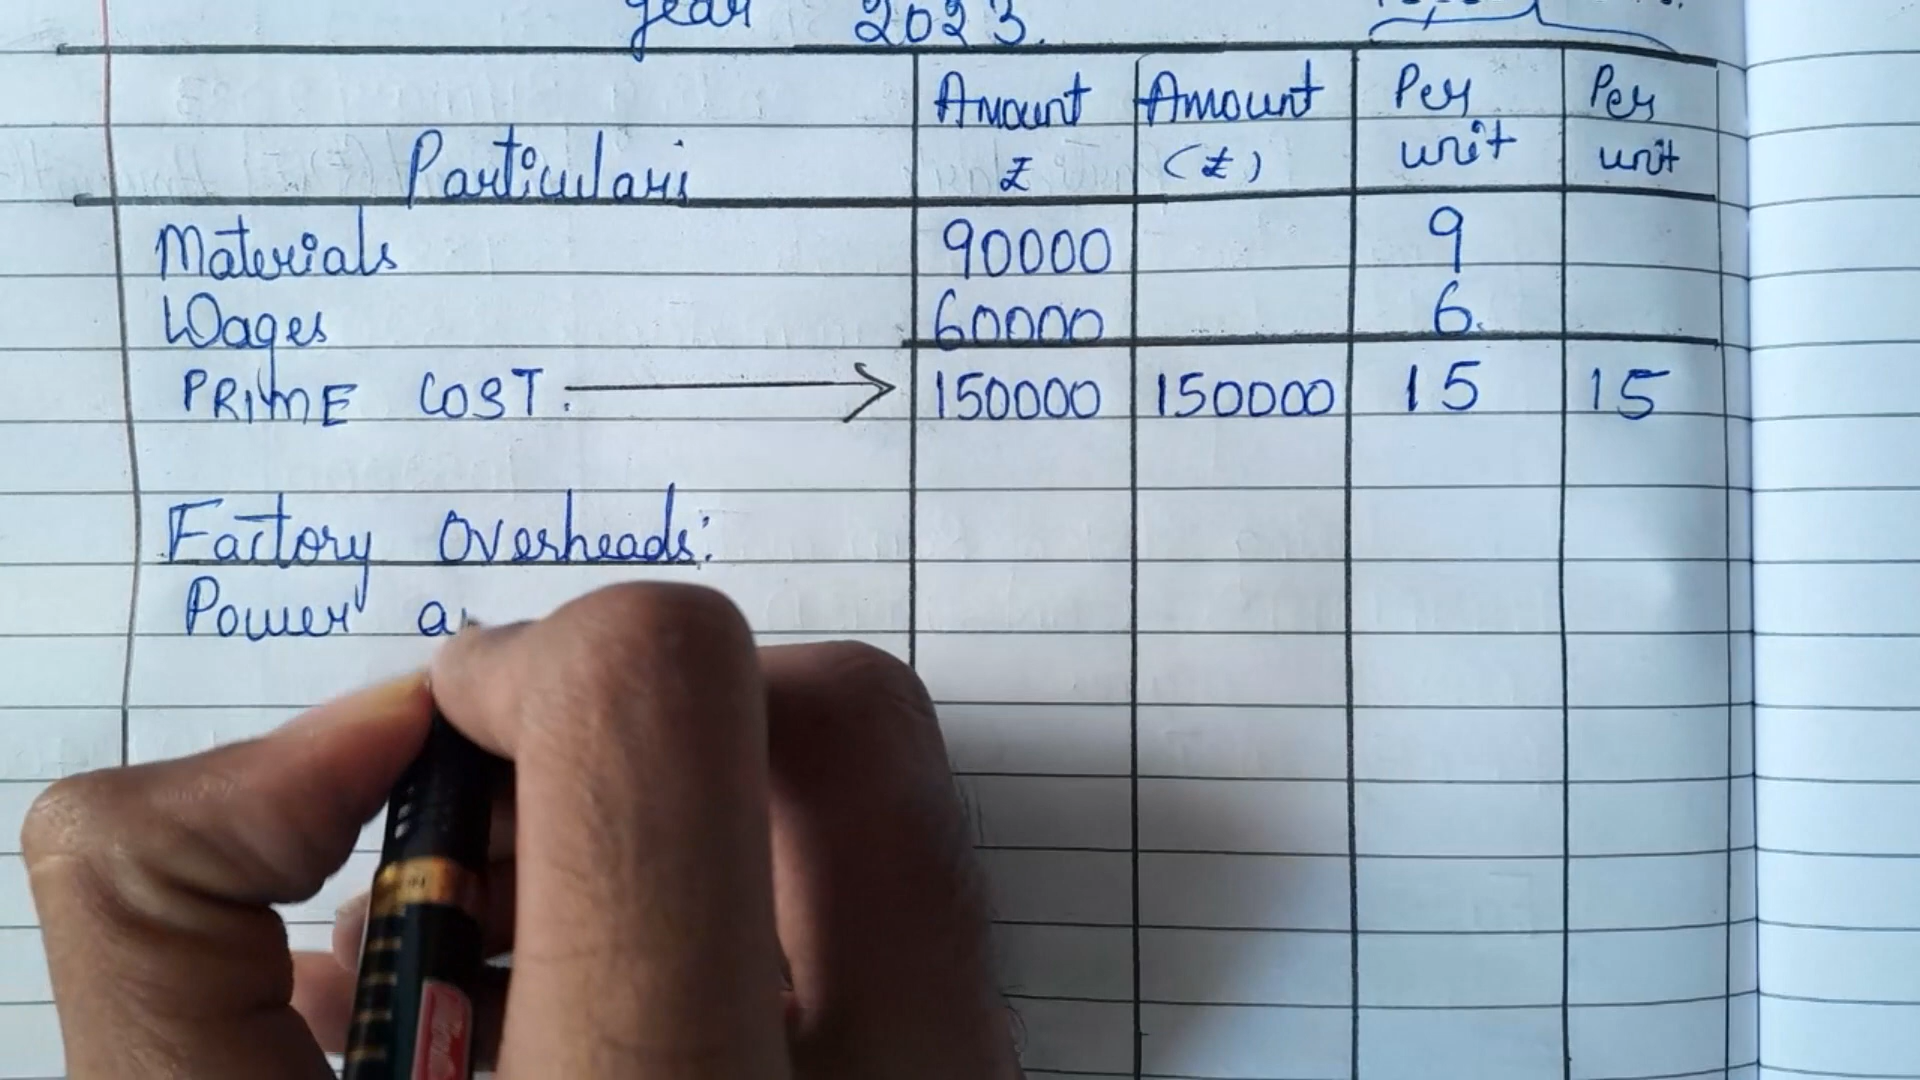 year 2023.
Particulars Amount ₹ Amount (₹) Per unit Per unit
Materials 90000 9
Wages 60000 6.
PRIME COST. 150000 150000 15 15
Factory Overheads:
Power